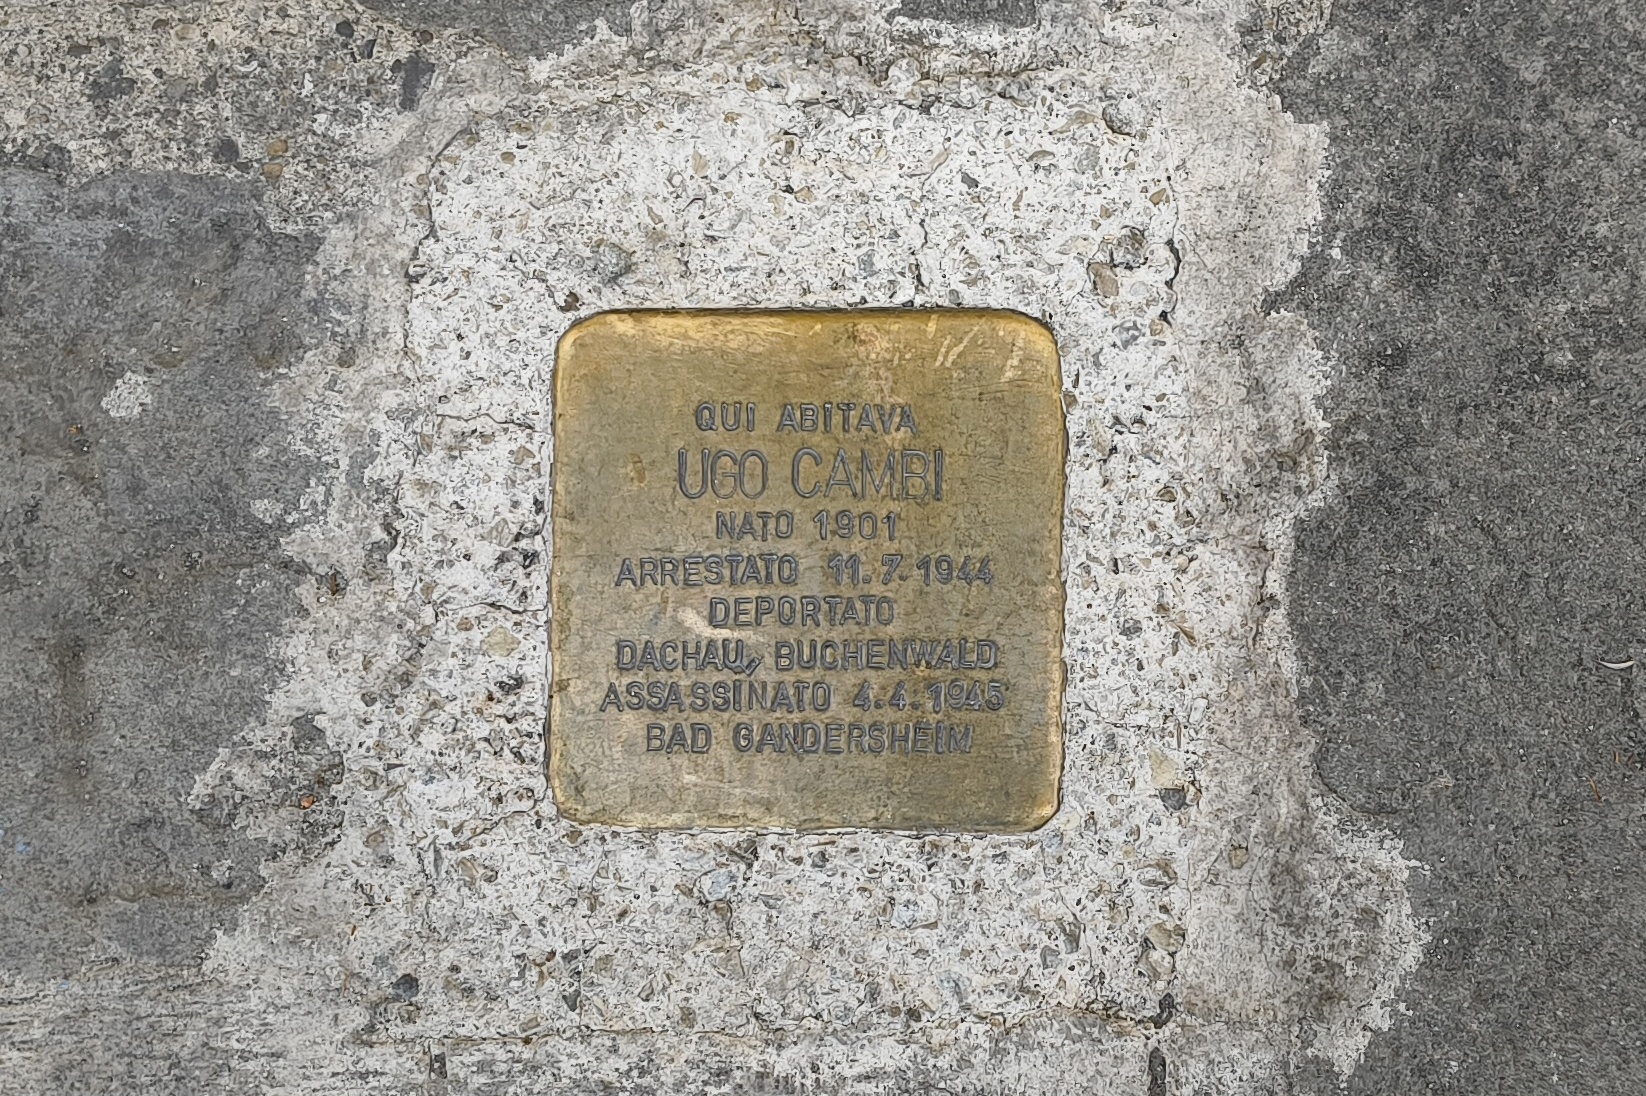 QUI ABITAVA
UGO CAMBI
NATO 1901
ARRESTATO 11.7.1944
DEPORTATO
DACHAU, BUCHENWALD
ASSASSINATO 4.4.1945
BAD GANDERSHEIM